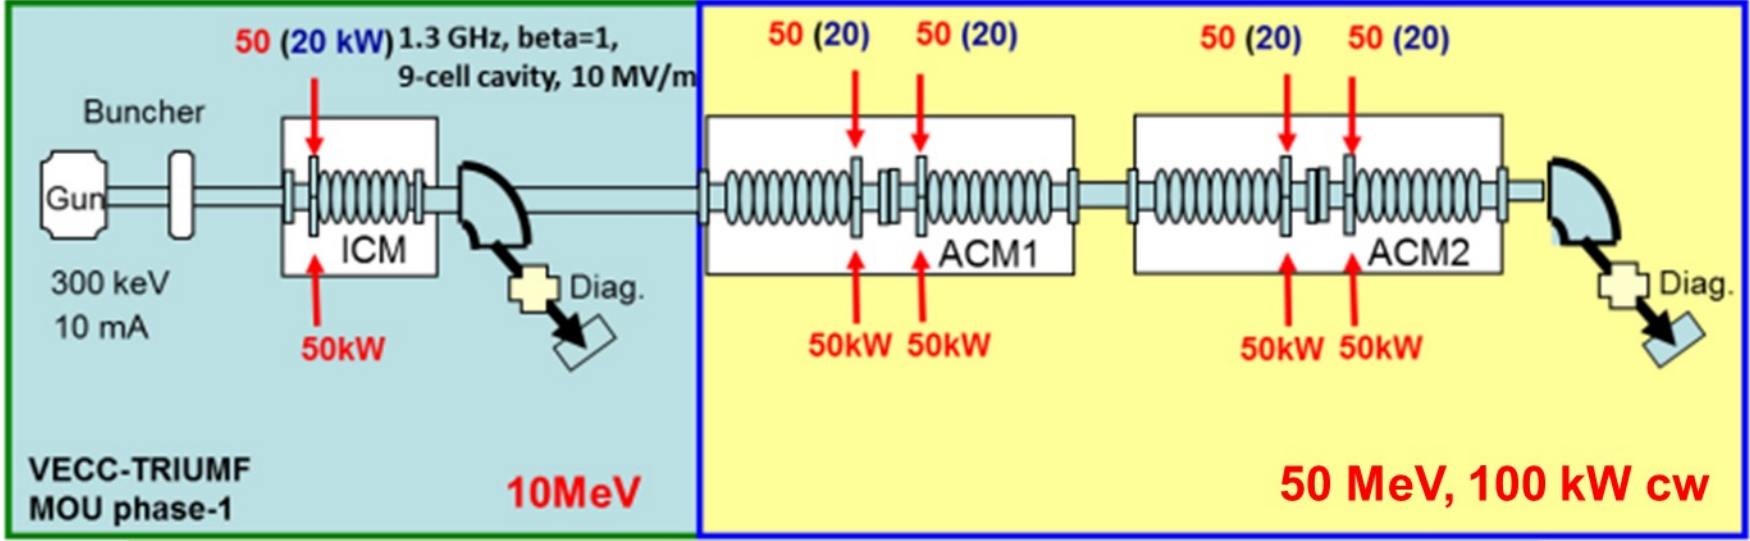 50 (20 kW)
1.3 GHz, beta=1,
9-cell cavity, 10 MV/m
50 (20)
50 (20)
50 (20)
50 (20)
Buncher
Gun
ICM
ACM1
ACM2
300 keV
10 mA
Diag.
Diag.
50kW
50kW
50kW
50kW
50kW
VECC-TRIUMF
MOU phase-1
10MeV
50 MeV, 100 kW cw